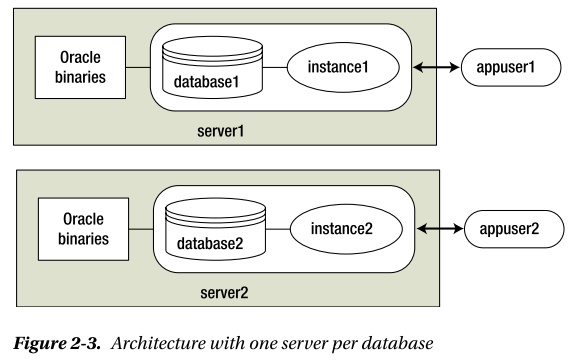 Oracle
binaries
database1
instance1
appuser1
server1
Oracle
binaries
database2
instance2
appuser2
server2
Figure 2-3. Architecture with one server per database